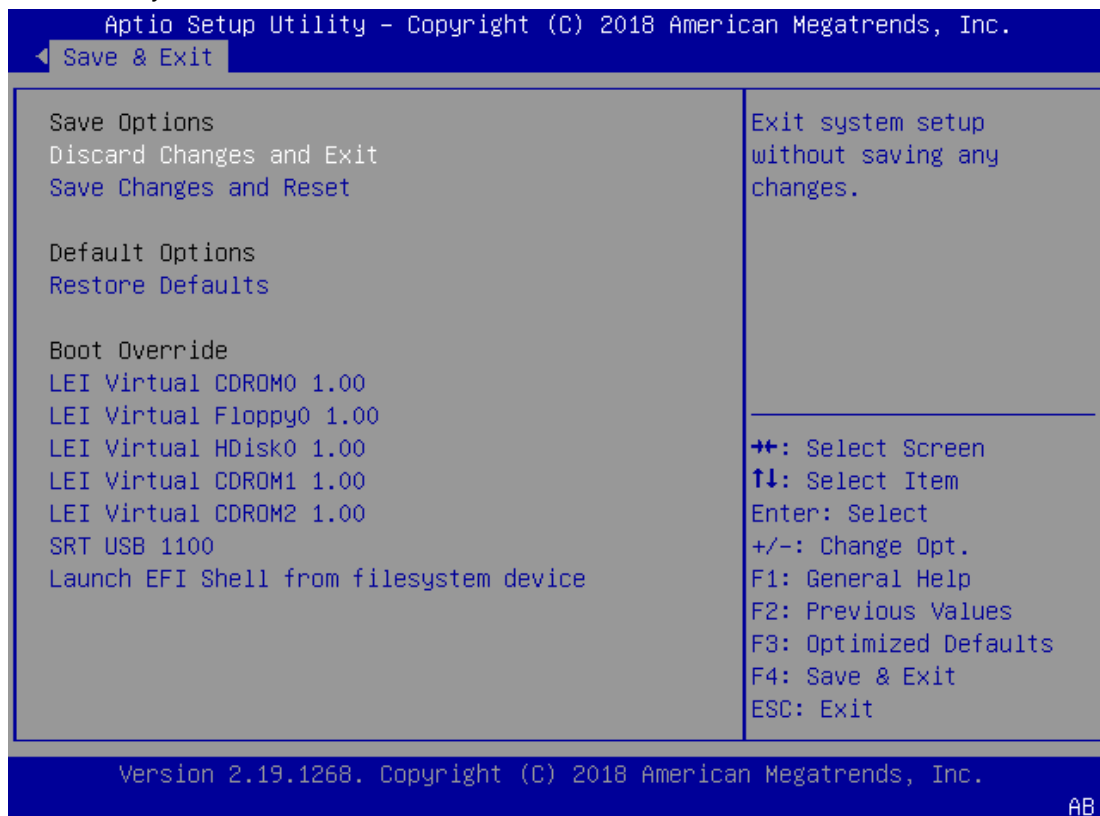 Aptio Setup Utility – Copyright (C) 2018 American Megatrends, Inc.
Save & Exit
Save Options
Discard Changes and Exit
Save Changes and Reset
Default Options
Restore Defaults
Boot Override
LEI Virtual CDROM0 1.00
LEI Virtual Floppy0 1.00
LEI Virtual HDisk0 1.00
LEI Virtual CDROM1 1.00
LEI Virtual CDROM2 1.00
SRT USB 1100
Launch EFI Shell from filesystem device
Exit system setup
without saving any
changes.
→←: Select Screen
↑↓: Select Item
Enter: Select
+/-: Change Opt.
F1: General Help
F2: Previous Values
F3: Optimized Defaults
F4: Save & Exit
ESC: Exit
Version 2.19.1268. Copyright (C) 2018 American Megatrends, Inc.
AB